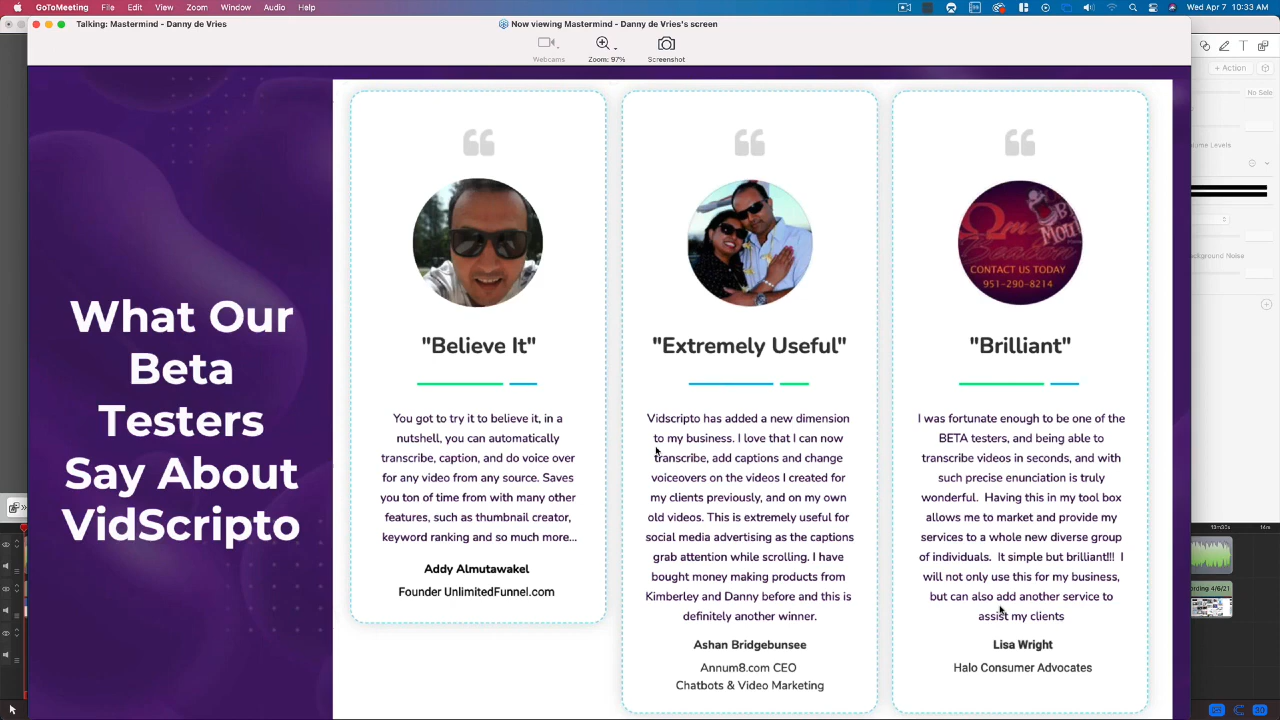 GoToMeeting File Edit View Window Help
Talking: Mastermind - Danny de Vries
Now viewing Mastermind - Danny de Vries's screen
Webcams
Zoom: 97%
Screenshot
+ Action
No Sele
ume Levels
ground Noise
What Our
Beta
Testers
Say About
VidScripto
"Believe It"
You got to try it to believe it, in a
nutshell, you can automatically
transcribe, caption, and do voice over
for any video from any source. Saves
you ton of time from with many other
features, such as thumbnail creator,
keyword ranking and so much more...
Addy Almutawakel
Founder UnlimitedFunnel.com
"Extremely Useful"
Vidscripto has added a new dimension
to my business. I love that I can now
transcribe, add captions and change
voiceovers on the videos I created for
my clients previously, and on my own
old videos. This is extremely useful for
social media advertising as the captions
grab attention while scrolling. I have
bought money making products from
Kimberley and Danny before and this is
definitely another winner.
Ashan Bridgebunsee
Annum8.com CEO
Chatbots & Video Marketing
CONTACT US TODAY
951-290-8214
"Brilliant"
I was fortunate enough to be one of the
BETA testers, and being able to
transcribe videos in seconds, and with
such precise enunciation is truly
wonderful. Having this in my tool box
allows me to market and provide my
services to a whole new diverse group
of individuals. It simple but brilliant!!! I
will not only use this for my business,
but can also add another service to
assist my clients
Lisa Wright
Halo Consumer Advocates
14m
ording 4/6/21